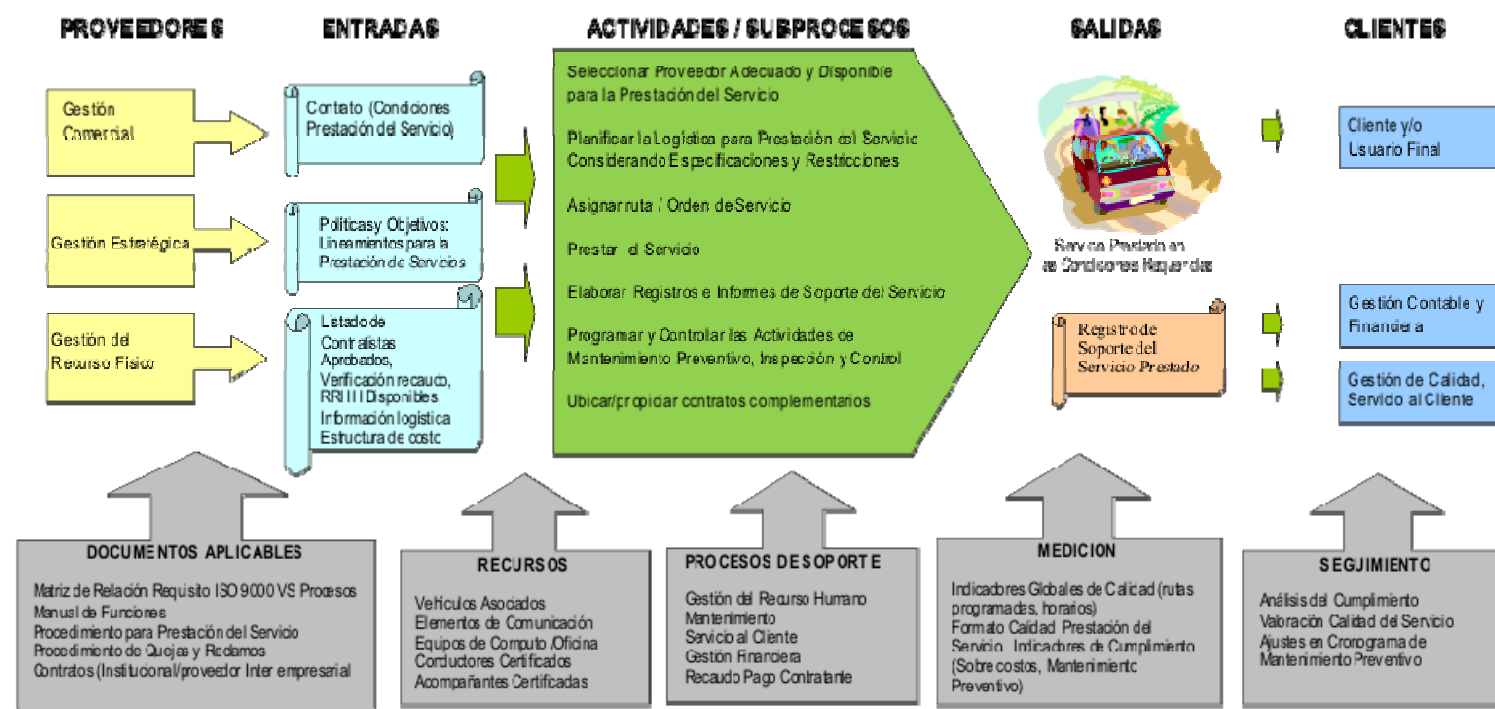 PROVEEDORES
ENTRADAS
ACTIVIDADES / SUBPROCESOS
SALIDAS
CLIENTES
Gestión
Comercial
Gestión Estratégica
Gestión del
Recurso Físico
Contato (Condiciones
Prestación del Servicio)
Políticas y Objetivos:
Lineamientos para la
Prestación de Servicios
Listado de
Contratistas
Aprobados,
Verificación recaudo,
Disponibles
Información logística
Estructura de costo
Seleccionar Proveedor Adecuado y Disponible
para la Prestación del Servicio
Planificar la Logística para Prestación del Servicio
Considerando Especificaciones y Restricciones
Asignar ruta / Orden de Servicio
Prestar el Servicio
Elaborar Registros e Informes de Soporte del Servicio
Programar y Controlar las Actividades de
Mantenimiento Preventivo, Inspección y Control
Ubicar/propiciar contratos complementarios
Servicio Prestado en
las Condiciones Requeridas
Registro de
Soporte del
Servicio Prestado
Cliente y/o
Usuario Final
Gestión Contable y
Financiera
Gestión de Calidad,
Servicio al Cliente
DOCUMENTOS APLICABLES
Matriz de Relación Requisito ISO 9000 VS Procesos
Manual de Funciones
Procedimiento para Prestación del Servicio
Procedimiento de Quejas y Reclamos
Contratos (Institucional/proveedor Inter empresarial
RECURSOS
Vehículos Asociados
Elementos de Comunicación
Equipos de Computo /Oficina
Conductores Certificados
Acompañantes Certificadas
PROCESOS DE SOPORTE
Gestión del Recurso Humano
Mantenimiento
Servicio al Cliente
Gestión Financiera
Recaudo Pago Contratante
MEDICION
Indicadores Globales de Calidad (rutas
programadas, horarios)
Formato Calidad Prestación del
Servicio. Indicadores de Cumplimiento
(Sobre costos, Mantenimiento
Preventivo)
SEGUIMIENTO
Análisis del Cumplimiento
Valoración Calidad del Servicio
Ajustes en Cronograma de
Mantenimiento Preventivo